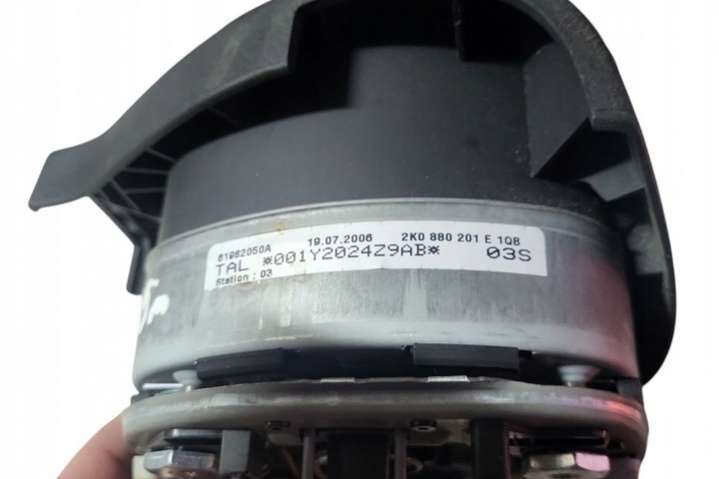 61982050A 19.07.2006 2K0 880 201 E 1QB
TAL *001Y2024Z9AB* 03S
Station : 03